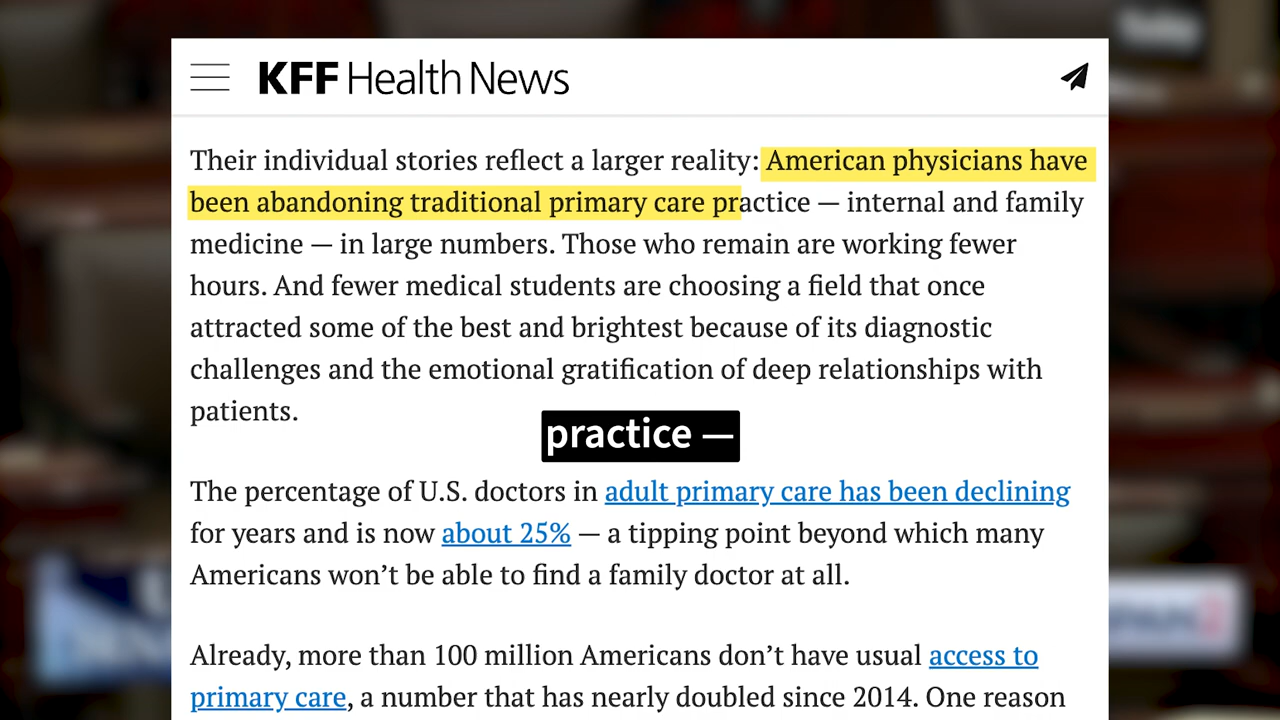 KFF Health News
Their individual stories reflect a larger reality: American physicians have
been abandoning traditional primary care practice — internal and family
medicine — in large numbers. Those who remain are working fewer
hours. And fewer medical students are choosing a field that once
attracted some of the best and brightest because of its diagnostic
challenges and the emotional gratification of deep relationships with
patients.
practice —
The percentage of U.S. doctors in adult primary care has been declining
for years and is now about 25% — a tipping point beyond which many
Americans won’t be able to find a family doctor at all.
Already, more than 100 million Americans don’t have usual access to
primary care, a number that has nearly doubled since 2014. One reason